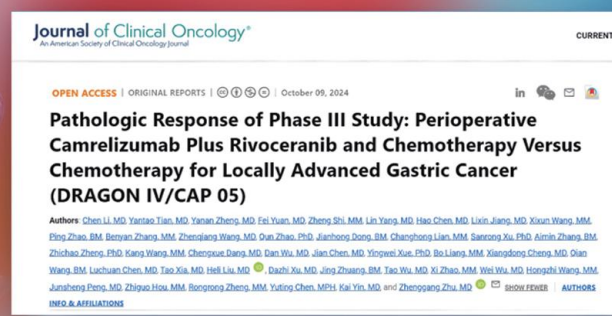 Journal of Clinical Oncology®
An American Society of Clinical Oncology Journal
CURRENT
OPEN ACCESS | ORIGINAL REPORTS | October 09, 2024
in
Pathologic Response of Phase III Study: Perioperative
Camrelizumab Plus Rivoceranib and Chemotherapy Versus
Chemotherapy for Locally Advanced Gastric Cancer
(DRAGON IV/CAP 05)
Authors: Chen Li, MD, Yantao Tian, MD, Yanan Zheng, MD, Fei Yuan, MD, Zheng Shi, MM, Lin Yang, MD, Hao Chen, MD, Lixin Jiang, MD, Xixun Wang, MM,
Ping Zhao, BM, Benyan Zhang, MM, Zhenqiang Wang, MD, Qun Zhao, PhD, Jianhong Dong, BM, Changhong Lian, MM, Sanrong Xu, PhD, Aimin Zhang, BM,
Zhichao Zheng, PhD, Kang Wang, MM, Chengxue Dang, MD, Dan Wu, MD, Jian Chen, MD, Yingwei Xue, PhD, Bo Liang, MM, Xiangdong Cheng, MD, Qian
Wang, BM, Luchuan Chen, MD, Tao Xia, MD, Heli Liu, MD, Dazhi Xu, MD, Jing Zhuang, BM, Tao Wu, MD, Xi Zhao, MM, Wei Wu, MD, Hongzhi Wang, MM,
Junsheng Peng, MD, Zhiguo Hou, MM, Rongrong Zheng, MM, Yuting Chen, MPH, Kai Yin, MD, and Zhenggang Zhu, MD SHOW FEWER | AUTHORS
INFO & AFFILIATIONS